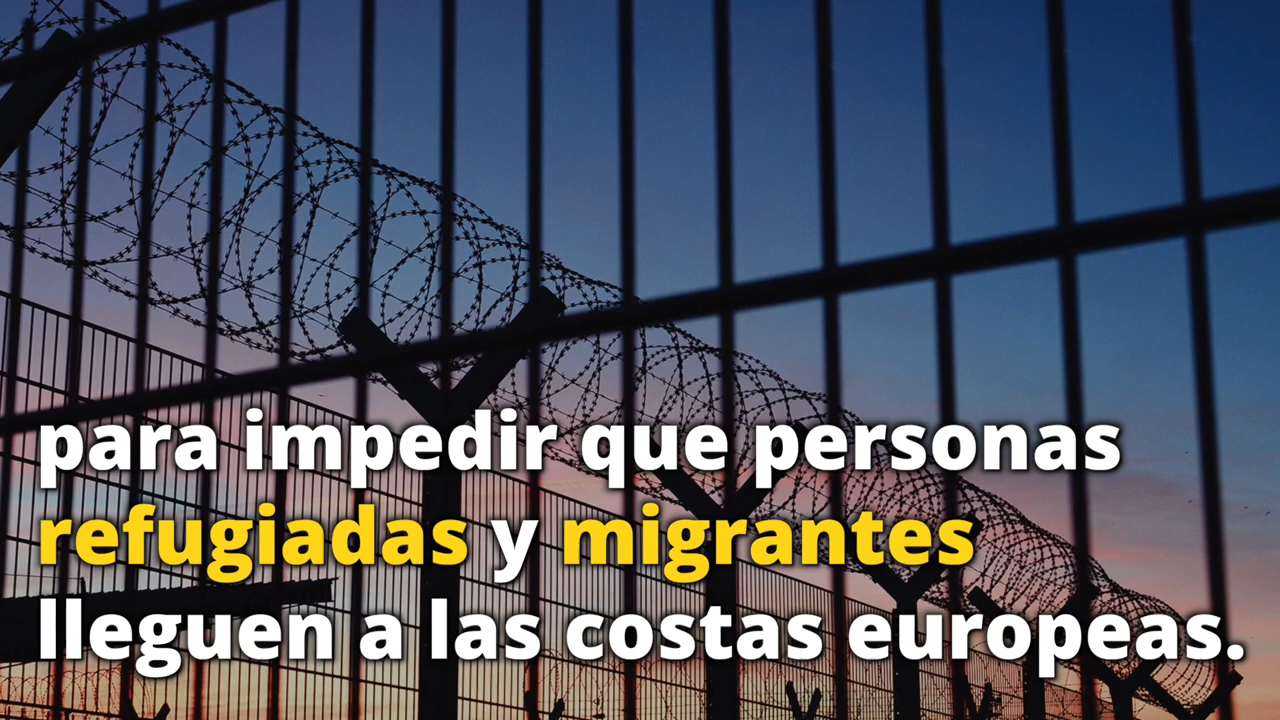 para impedir que personas
refugiadas y migrantes
lleguen a las costas europeas.